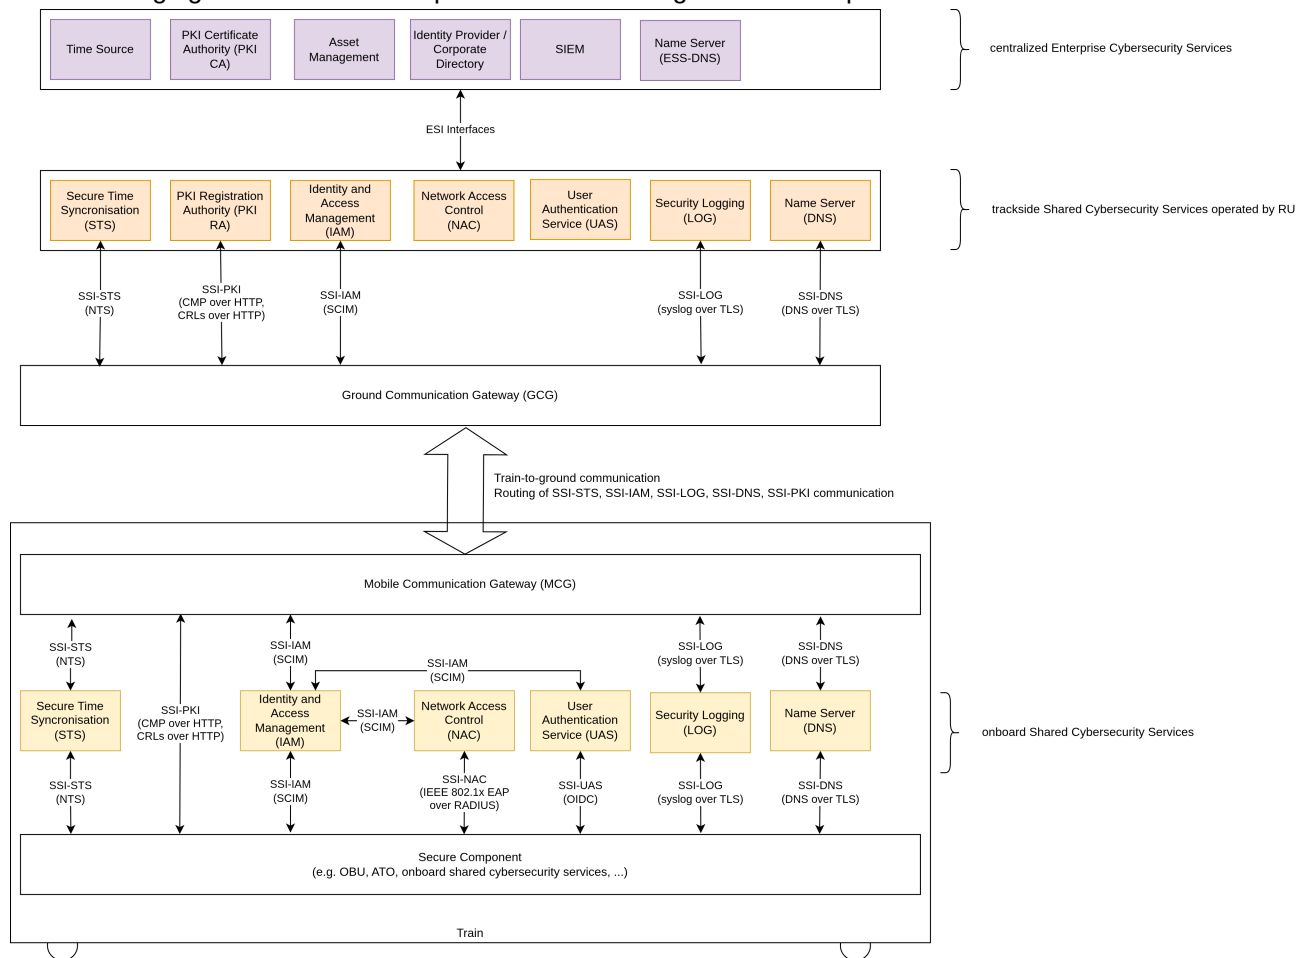 Time Source
PKI Certificate
Authority (PKI
CA)
Asset
Management
Identity Provider /
Corporate
Directory
SIEM
Name Server
(ESS-DNS)
centralized Enterprise Cybersecurity Services
ESI Interfaces
Secure Time
Syncronisation
(STS)
PKI Registration
Authority (PKI
RA)
Identity and
Access
Management
(IAM)
Network Access
Control
(NAC)
User
Authentication
Service (UAS)
Security Logging
(LOG)
Name Server
(DNS)
trackside Shared Cybersecurity Services operated by RU
SSI-STS
(NTS)
SSI-PKI
(CMP over HTTP,
CRLs over HTTP)
SSI-IAM
(SCIM)
SSI-LOG
(syslog over TLS)
SSI-DNS
(DNS over TLS)
Ground Communication Gateway (GCG)
Train-to-ground communication
Routing of SSI-STS, SSI-IAM, SSI-LOG, SSI-DNS, SSI-PKI communication
Mobile Communication Gateway (MCG)
SSI-STS
(NTS)
SSI-IAM
(SCIM)
SSI-IAM
(SCIM)
SSI-LOG
(syslog over TLS)
SSI-DNS
(DNS over TLS)
Secure Time
Syncronisation
(STS)
SSI-PKI
(CMP over HTTP,
CRLs over HTTP)
Identity and
Access
Management
(IAM)
SSI-IAM
(SCIM)
Network Access
Control
(NAC)
User
Authentication
Service (UAS)
Security Logging
(LOG)
Name Server
(DNS)
onboard Shared Cybersecurity Services
SSI-STS
(NTS)
SSI-IAM
(SCIM)
SSI-NAC
(IEEE 802.1x EAP
over RADIUS)
SSI-UAS
(OIDC)
SSI-LOG
(syslog over TLS)
SSI-DNS
(DNS over TLS)
Secure Component
(e.g. OBU, ATO, onboard shared cybersecurity services, ...)
Train